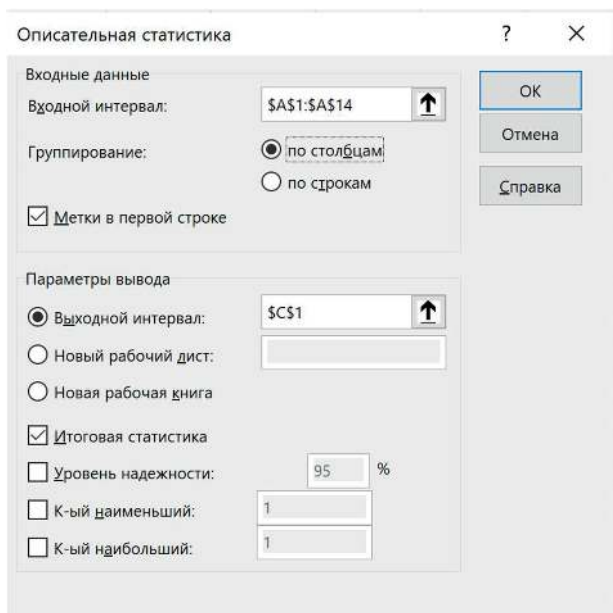 Описательная статистика ? ×
Входные данные
Входной интервал: $A$1:$A$14
Группирование: по столбцам
по строкам
Метки в первой строке
OK
Отмена
Справка
Параметры вывода
Выходной интервал: $C$1
Новый рабочий дист:
Новая рабочая книга
Итоговая статистика
Уровень надежности: 95 %
К-ый наименьший: 1
К-ый наибольший: 1